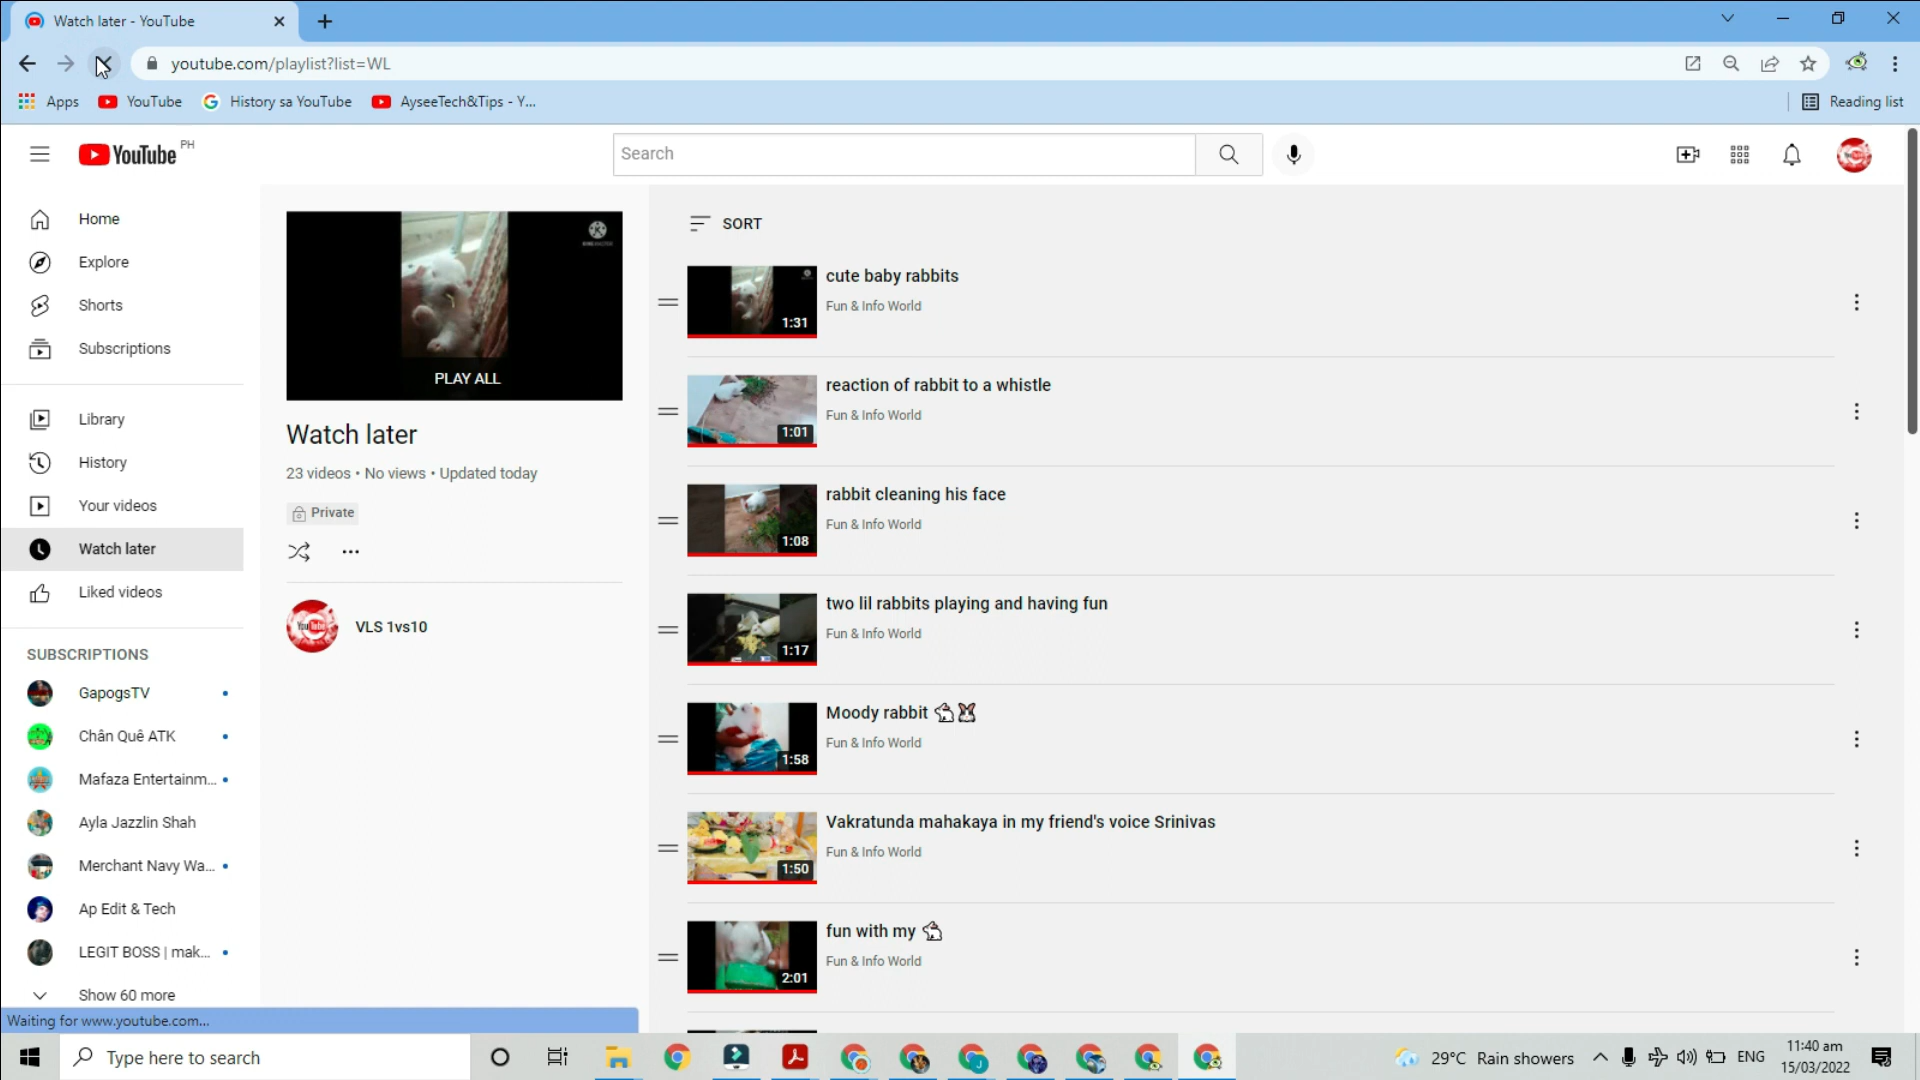 Watch later - YouTube
youtube.com/playlist?list=WL
Apps YouTube History sa YouTube AyseeTech&Tips - Y... Reading list
YouTube PH
Search
Home
Explore
Shorts
Subscriptions
Library
History
Your videos
Watch later
Liked videos
SUBSCRIPTIONS
GapogsTV
Chân Quê ATK
Mafaza Entertainm...
Ayla Jazzlin Shah
Merchant Navy Wa...
Ap Edit & Tech
LEGIT BOSS | mak...
Show 60 more
Waiting for www.youtube.com...
PLAY ALL
Watch later
23 videos • No views • Updated today
Private
VLS 1vs10
SORT
cute baby rabbits
Fun & Info World
1:31
reaction of rabbit to a whistle
Fun & Info World
1:01
rabbit cleaning his face
Fun & Info World
1:08
two lil rabbits playing and having fun
Fun & Info World
1:17
Moody rabbit 🐇🐰
Fun & Info World
1:58
Vakratunda mahakaya in my friend's voice Srinivas
Fun & Info World
1:50
fun with my 🐇
Fun & Info World
2:01
Type here to search
29°C Rain showers
ENG
11:40 am
15/03/2022